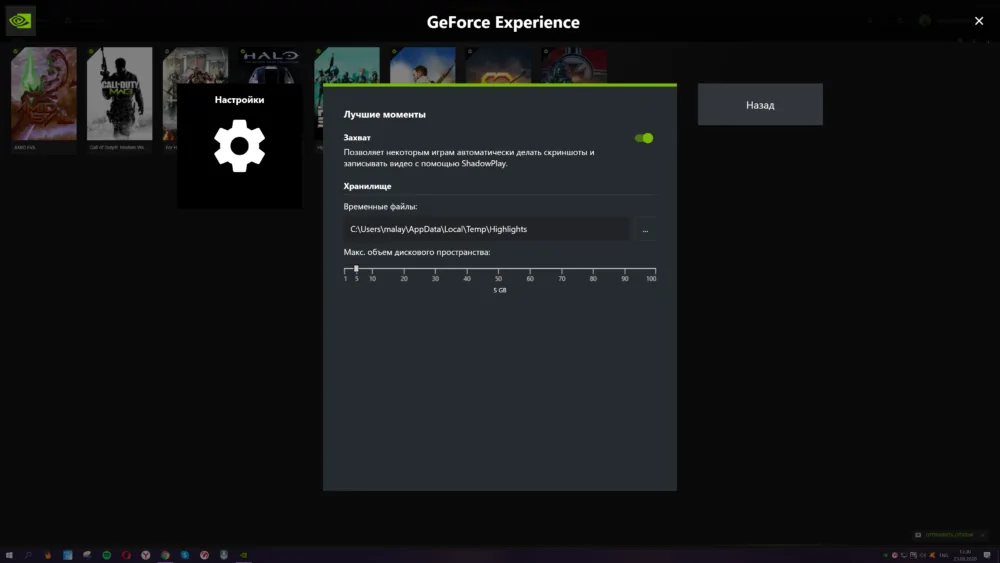 GeForce Experience
HALO
CALL·DUTY
MW3
Call of Duty®: Modern Wa...
Настройки
Лучшие моменты
Захват
Позволяет некоторым играм автоматически делать скриншоты и
записывать видео с помощью ShadowPlay.
Хранилище
Временные файлы:
C:\Users\malay\AppData\Local\Temp\Highlights
...
Макс. объем дискового пространства:
1 5 10 20 30 40 50 60 70 80 90 100
5 GB
Назад